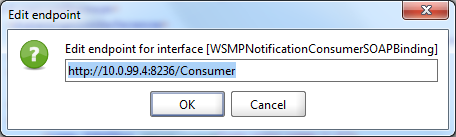 Edit endpoint
Edit endpoint for interface [WSMPNotificationConsumerSOAPBinding]
http://10.0.99.4:8236/Consumer
OK Cancel